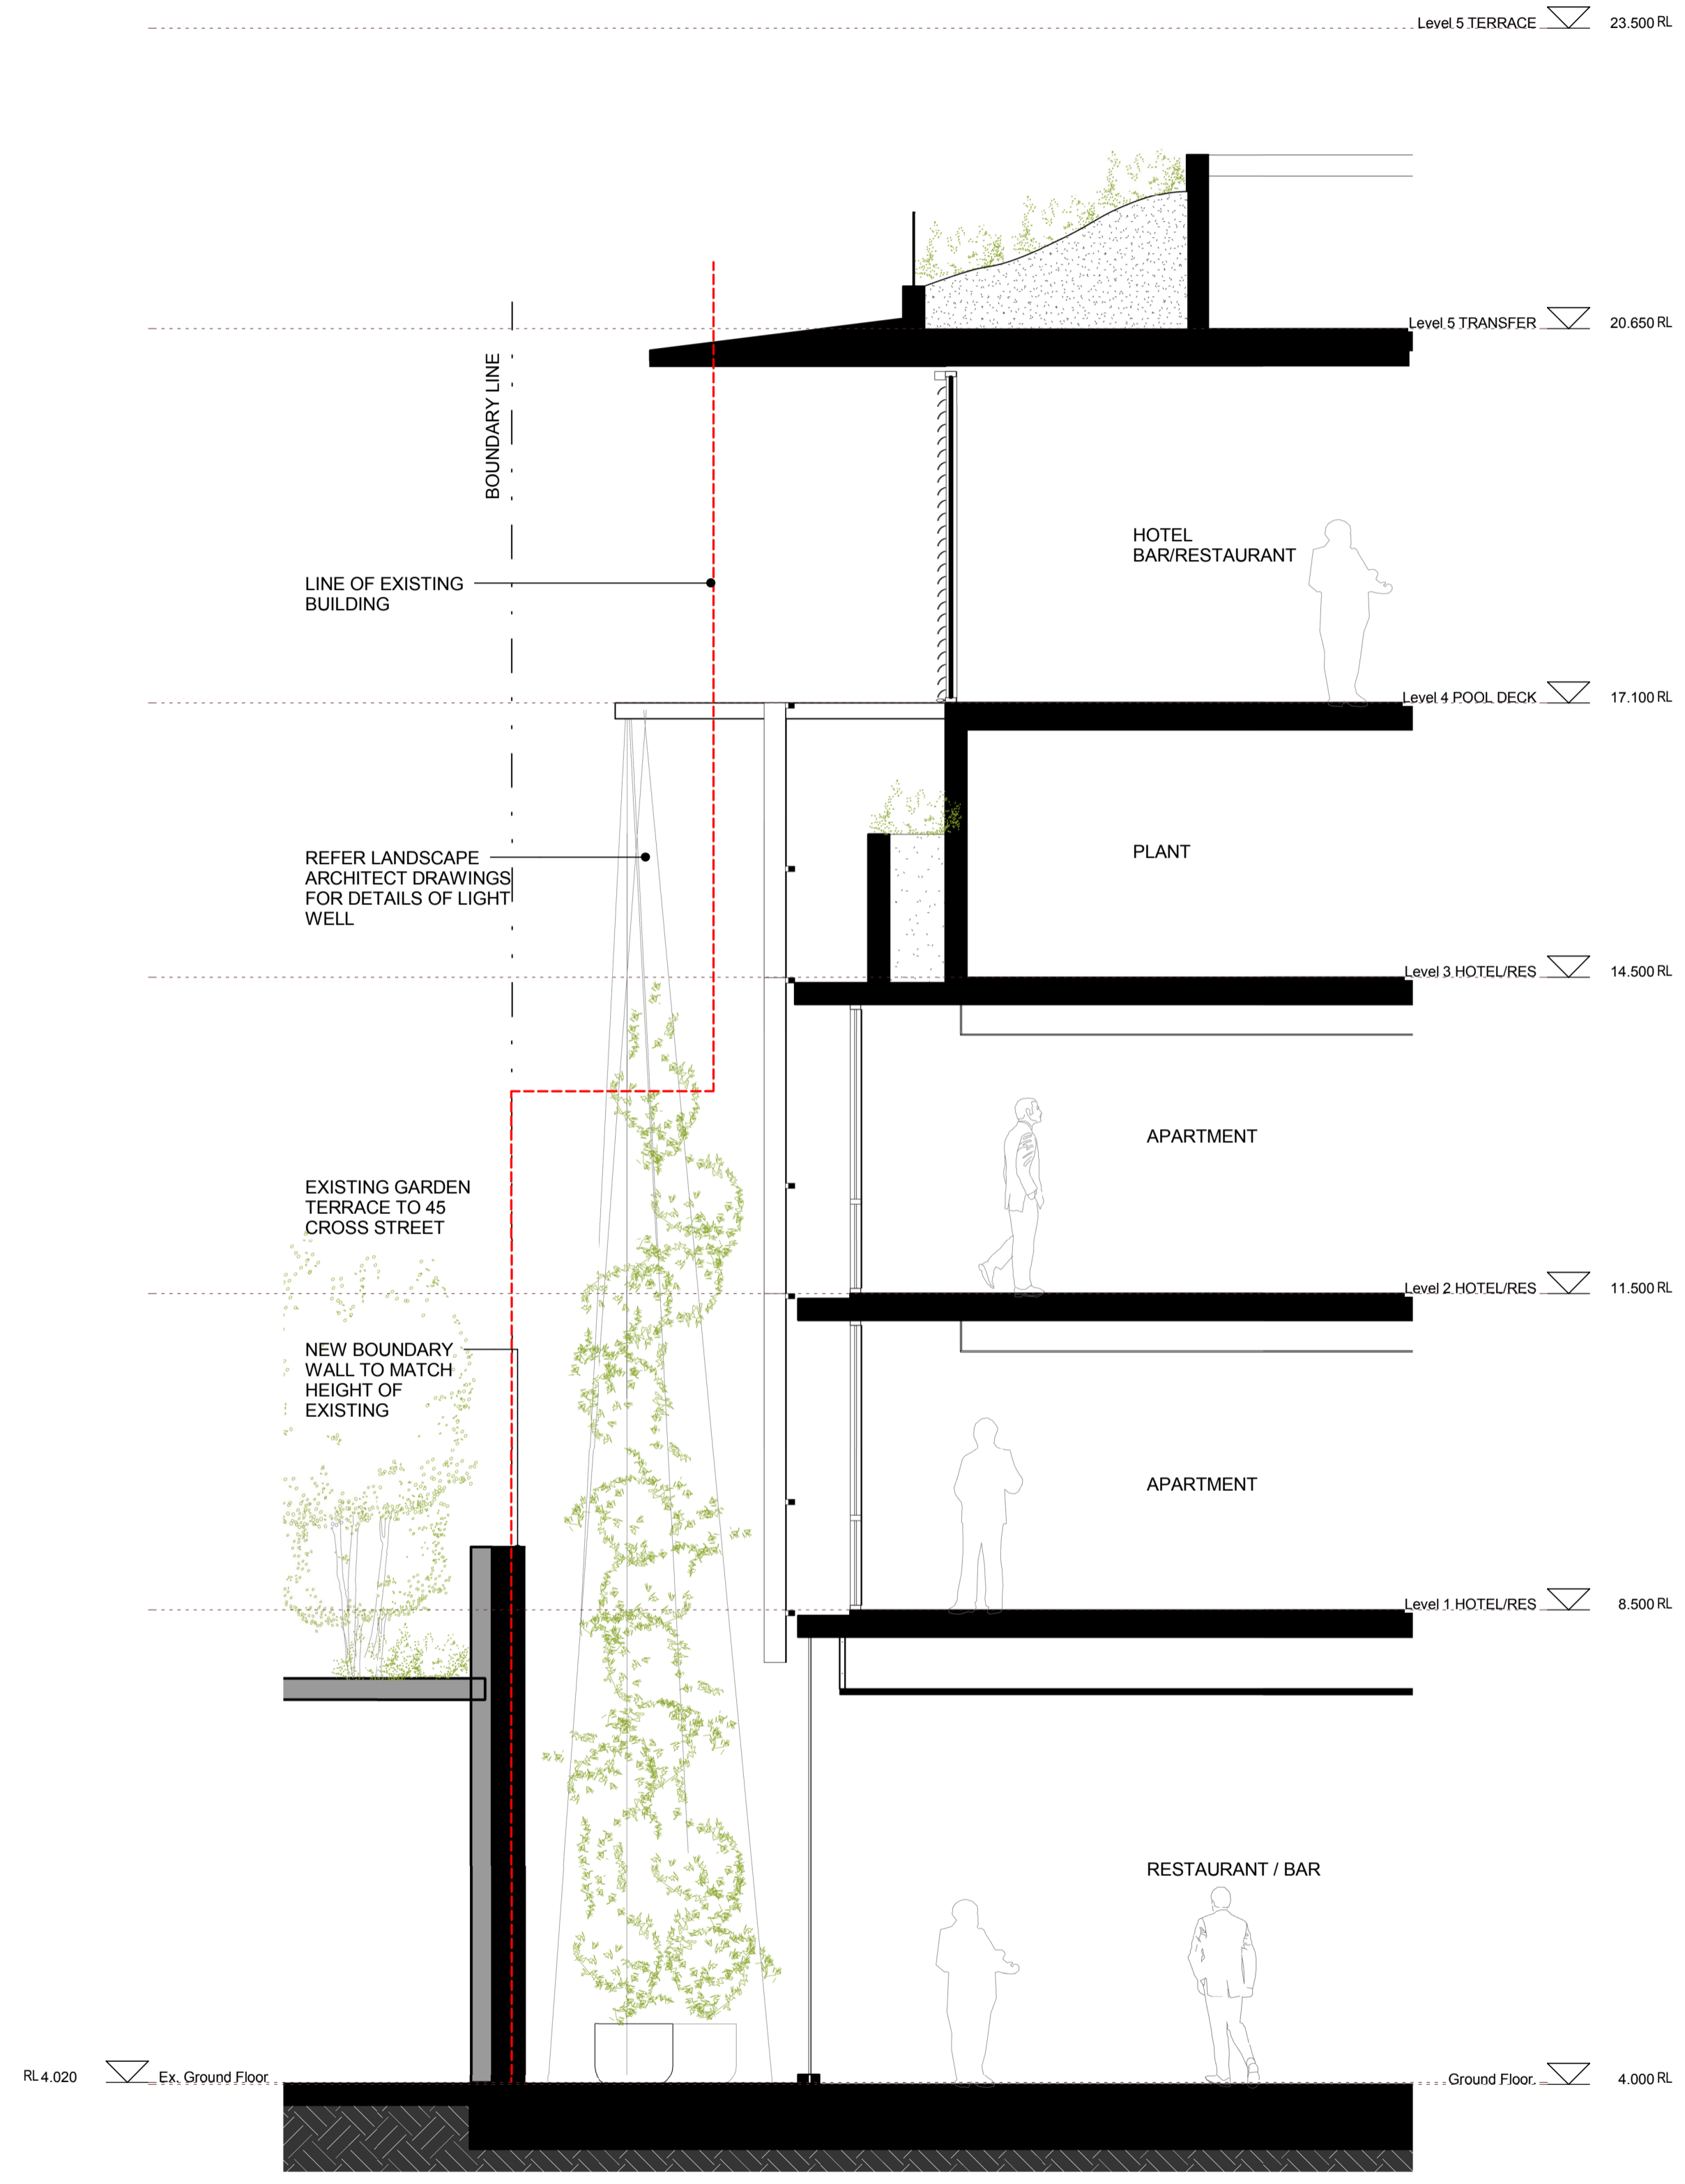 Level 5 TERRACE 23.500 RL
Level 5 TRANSFER 20.650 RL
BOUNDARY LINE
HOTEL
BAR/RESTAURANT
LINE OF EXISTING
BUILDING
Level 4 POOL DECK 17.100 RL
PLANT
REFER LANDSCAPE
ARCHITECT DRAWINGS
FOR DETAILS OF LIGHT
WELL
Level 3 HOTEL/RES 14.500 RL
APARTMENT
EXISTING GARDEN
TERRACE TO 45
CROSS STREET
Level 2 HOTEL/RES 11.500 RL
NEW BOUNDARY
WALL TO MATCH
HEIGHT OF
EXISTING
APARTMENT
Level 1 HOTEL/RES 8.500 RL
RESTAURANT / BAR
RL 4.020 Ex. Ground Floor
Ground Floor 4.000 RL